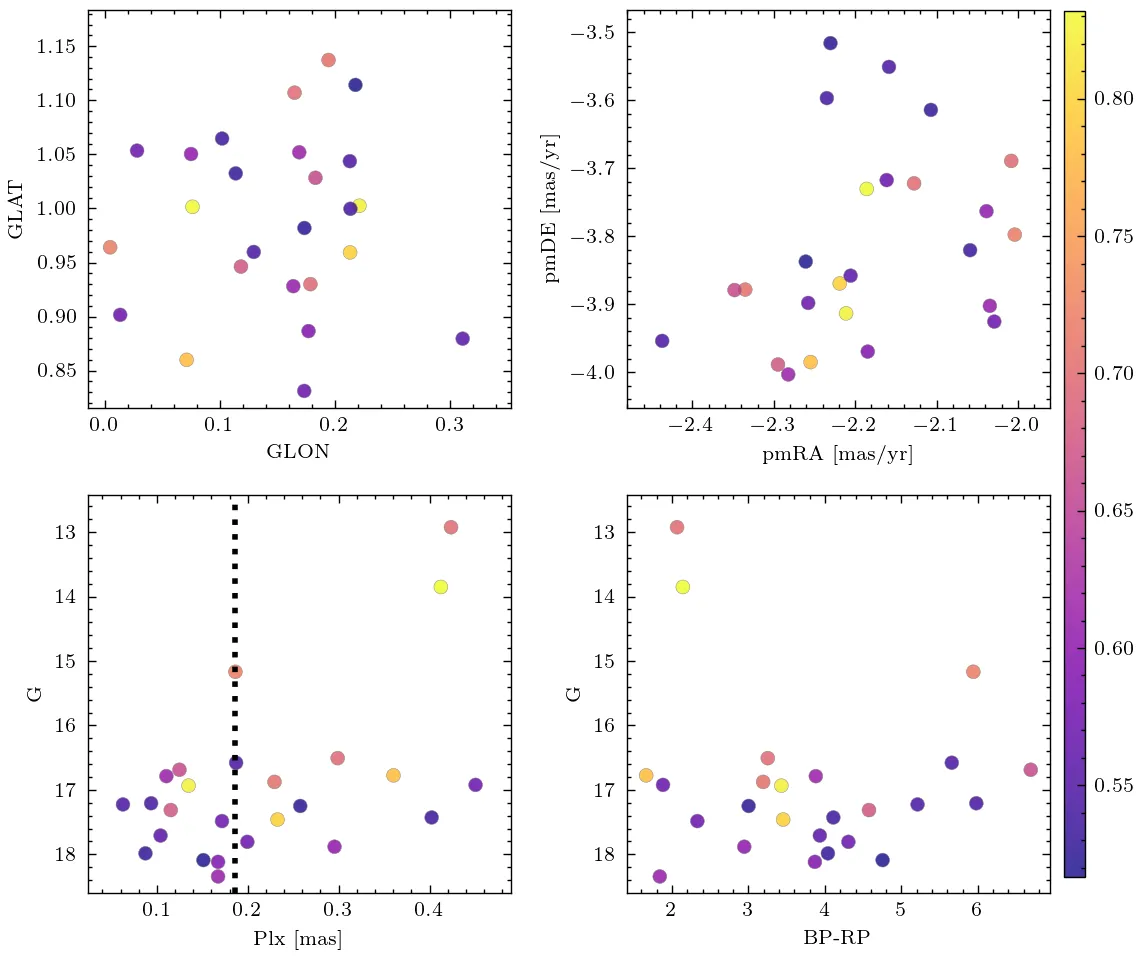 1.15
1.10
1.05
1.00
0.95
0.90
0.85
GLAT
0.0 0.1 0.2 0.3
GLON
−3.5
−3.6
−3.7
−3.8
−3.9
−4.0
pmDE [mas/yr]
−2.4 −2.3 −2.2 −2.1 −2.0
pmRA [mas/yr]
0.80
0.75
0.70
0.65
0.60
0.55
13
14
15
16
17
18
G
0.1 0.2 0.3 0.4
Plx [mas]
13
14
15
16
17
18
G
2 3 4 5 6
BP-RP